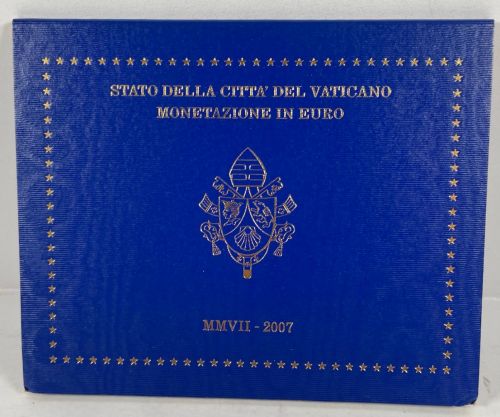 STATO DELLA CITTA' DEL VATICANO
MONETAZIONE IN EURO
MMVII - 2007